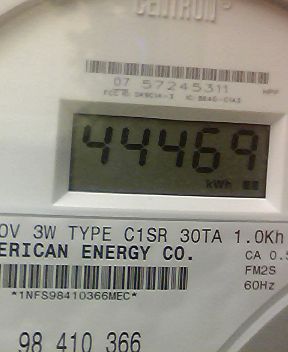 CENTRON®
07 57245311
44469
kWh
0V 3W TYPE C1SR 30TA 1.0Kh
ERICAN ENERGY CO.
CA 0.5
FM2S
*1NFS98410366MEC*
60Hz
98 410 366